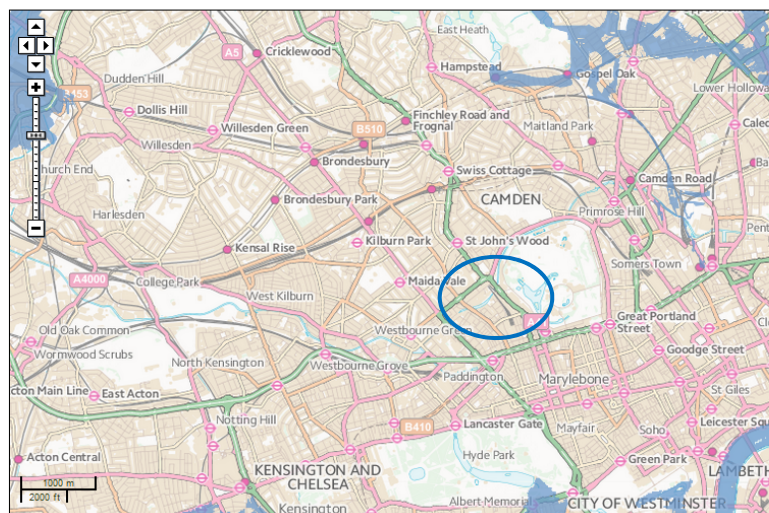 East Heath
Cricklewood
A5
Hampstead
Gospel Oak
Dudden Hill
Lower Hollowa
Dollis Hill
Finchley Road and
Frognal
B510
Willesden Green
Maitland Park
Willesden
Brondesbury
Church End
Swiss Cottage
Camden Road
CAMDEN
Brondesbury Park
Primrose Hill
Harlesden
Kilburn Park
St John's Wood
Kensal Rise
Somers Town
A4000
College Park
Maida Vale
West Kilburn
Great Portland
Street
Old Oak Common
Westbourne Green
Wormwood Scrubs
Goodge Street
North Kensington
Westbourne Grove
Paddington
Marylebone
cton Main Line
East Acton
St Giles
Notting Hill
B410
Lancaster Gate
Mayfair
Soho
Leicester Squ
Acton Central
Hyde Park
Green Park
KENSINGTON AND
CHELSEA
LAMBETH
1000 m
2000 ft
Kensington
Albert Memorial
CITY OF WESTMINSTER